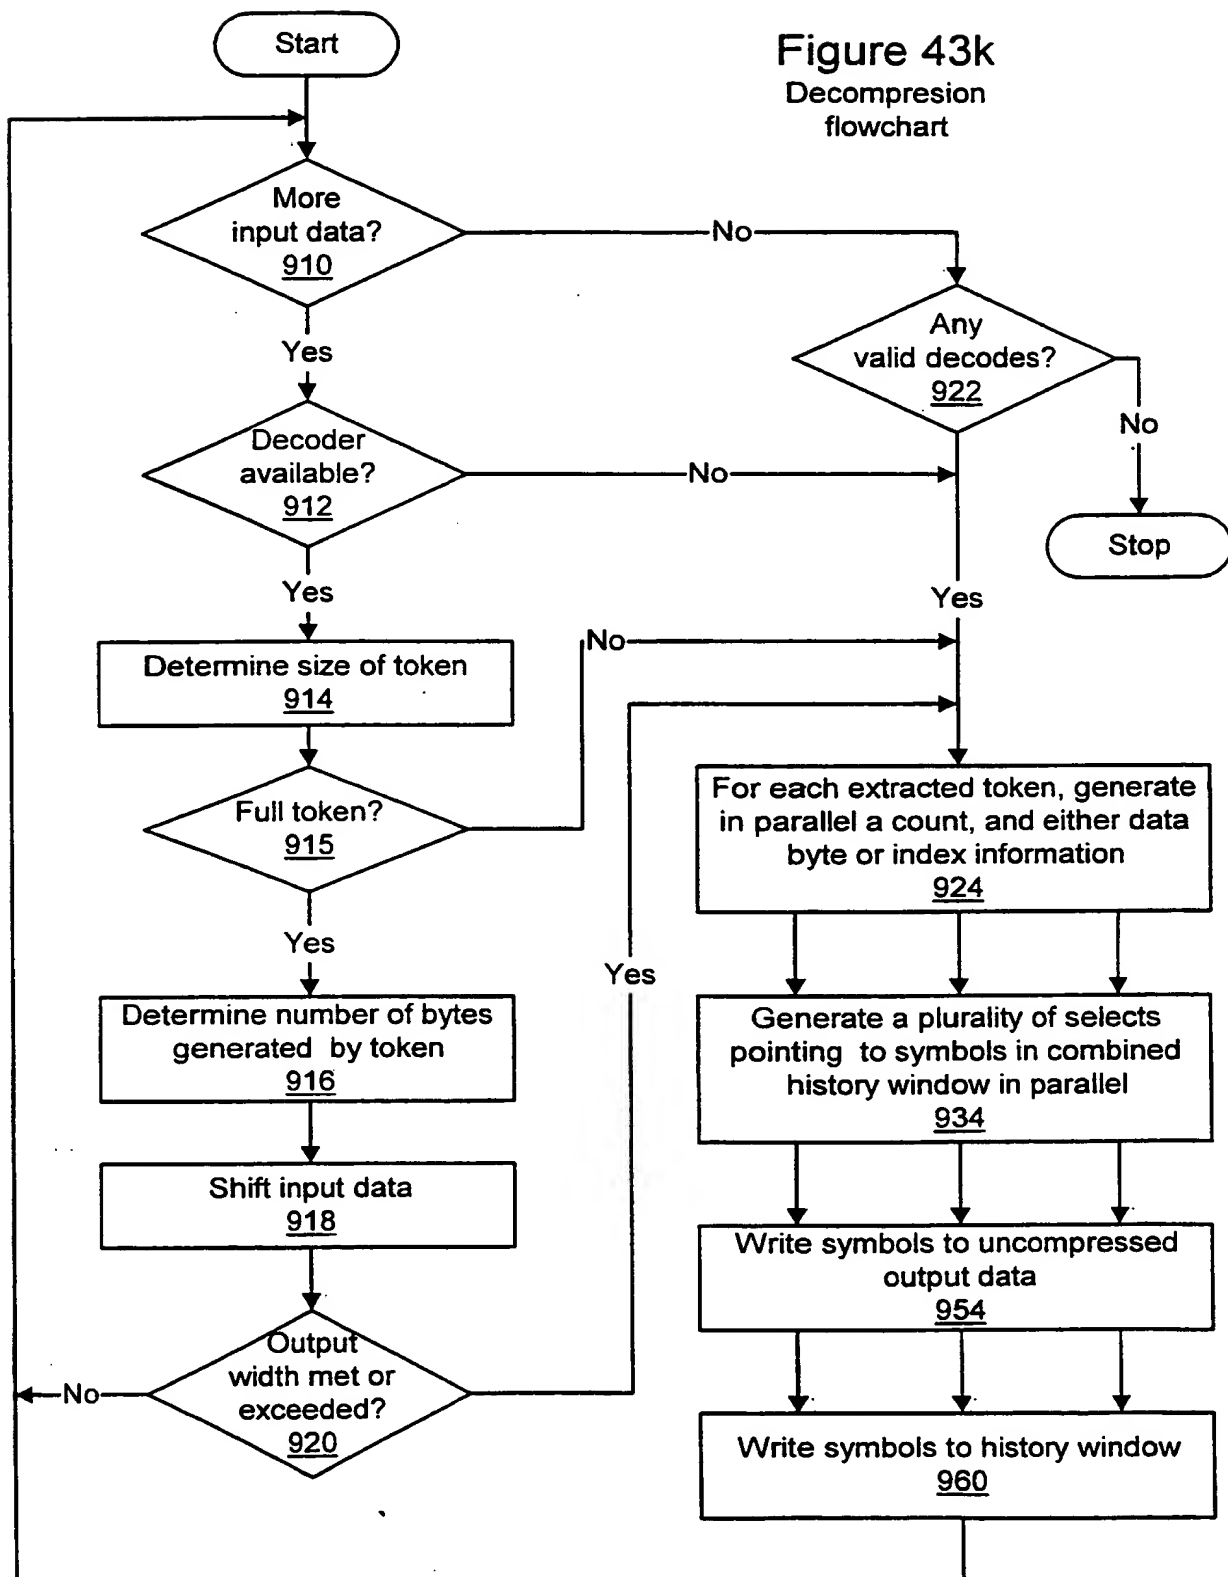 Start
Figure 43k
Decompresion
flowchart
More
input data?
910
No
Yes
Any
valid decodes?
922
No
Stop
Decoder
available?
912
No
Yes
Yes
Determine size of token
914
No
Full token?
915
Yes
Determine number of bytes
generated by token
916
Shift input data
918
Output
width met or
exceeded?
920
No
Yes
For each extracted token, generate
in parallel a count, and either data
byte or index information
924
Generate a plurality of selects
pointing to symbols in combined
history window in parallel
934
Write symbols to uncompressed
output data
954
Write symbols to history window
960